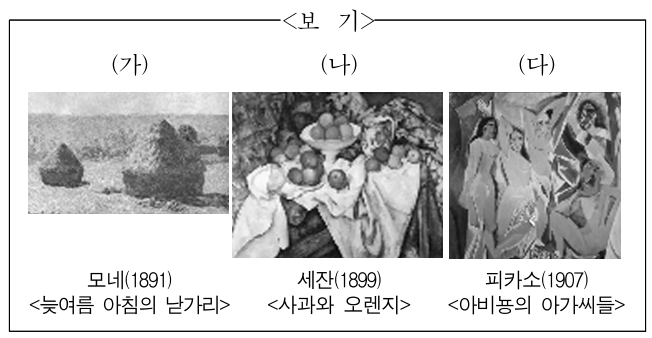 <보 기>
(가) (나) (다)
모네(1891) 세잔(1899) 피카소(1907)
<늦여름 아침의 낟가리> <사과와 오렌지> <아비뇽의 아가씨들>